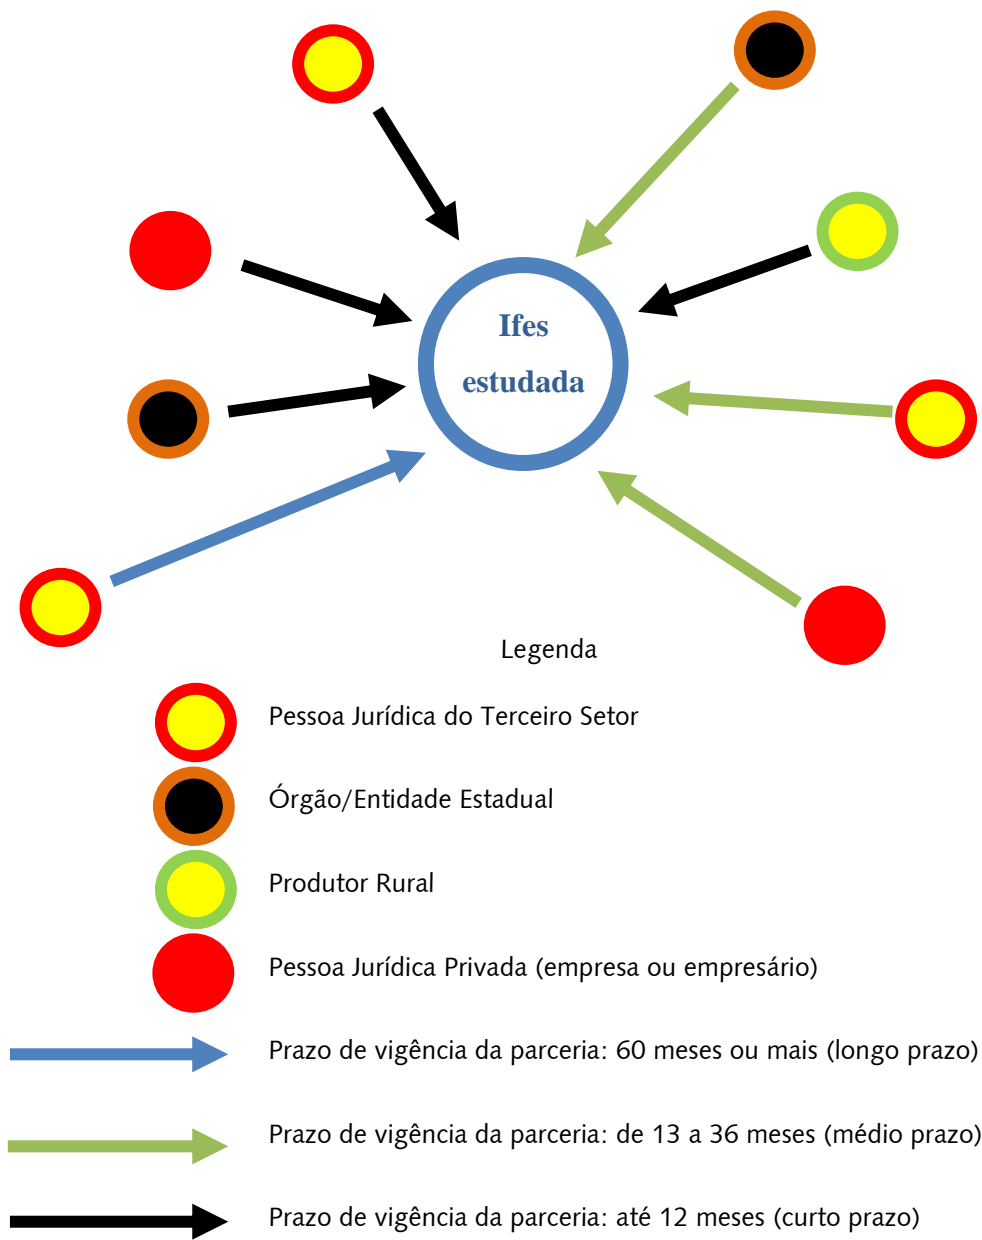 Ifes
estudada
Legenda
Pessoa Jurídica do Terceiro Setor
Órgão/Entidade Estadual
Produtor Rural
Pessoa Jurídica Privada (empresa ou empresário)
Prazo de vigência da parceria: 60 meses ou mais (longo prazo)
Prazo de vigência da parceria: de 13 a 36 meses (médio prazo)
Prazo de vigência da parceria: até 12 meses (curto prazo)